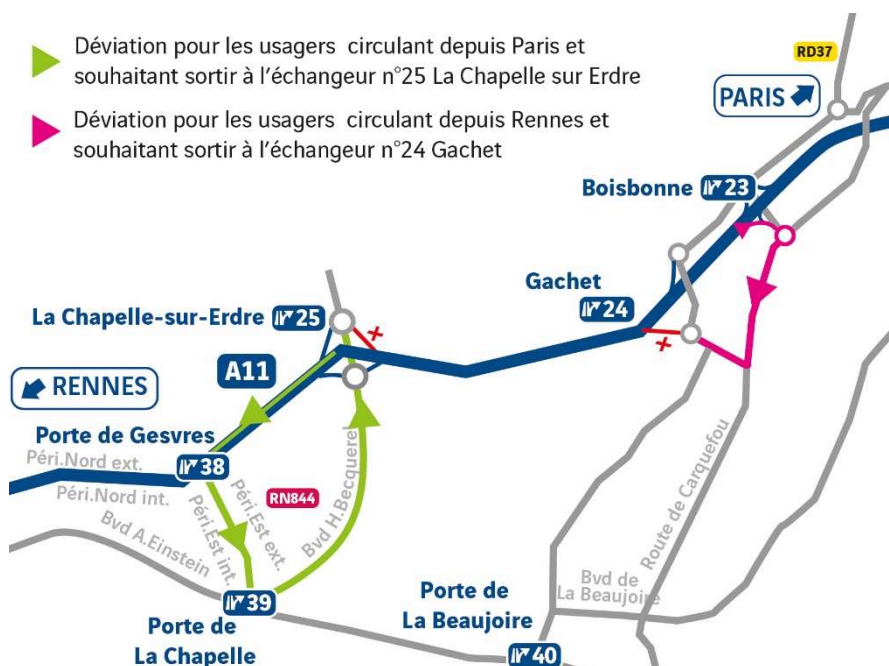 Déviation pour les usagers circulant depuis Paris et
souhaitant sortir à l'échangeur n°25 La Chapelle sur Erdre
Déviation pour les usagers circulant depuis Rennes et
souhaitant sortir à l'échangeur n°24 Gachet
RD37
PARIS
Boisbonne 23
Gachet
24
La Chapelle-sur-Erdre 25
A11
RENNES
Porte de Gesvres
38
Péri.Nord ext.
Péri.Nord int.
RN844
Péri.Est ext.
Péri.Est int.
Bvd H.Becquerel
Bvd A.Einstein
Route de Carquefou
39
Porte de
La Chapelle
Porte de
La Beaujoire
40
Bvd de
La Beaujoire